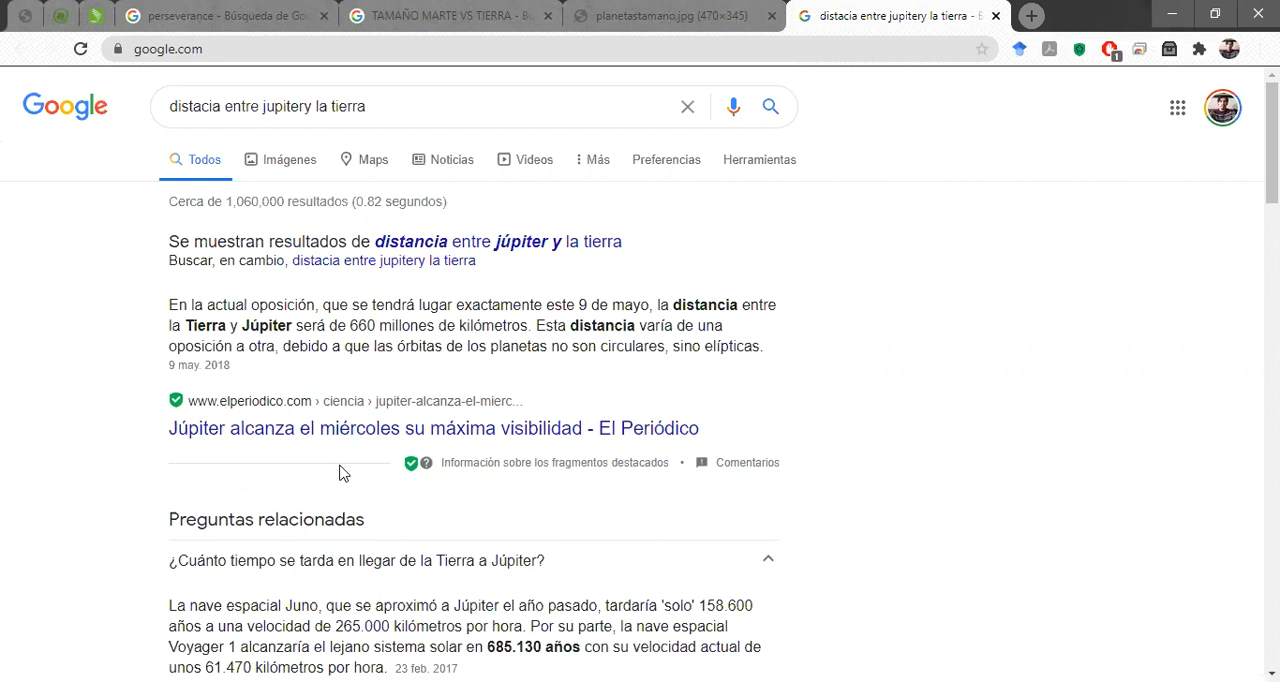 perseverance - Búsqueda de Go
TAMAÑO MARTE VS TIERRA - B
planetastamano.jpg (470×345)
distacia entre jupitery la tierra - B
google.com
1
Google
distacia entre jupitery la tierra
Todos
Imágenes
Maps
Noticias
Videos
Más
Preferencias
Herramientas
Cerca de 1,060,000 resultados (0.82 segundos)
Se muestran resultados de distancia entre júpiter y la tierra
Buscar, en cambio, distacia entre jupitery la tierra
En la actual oposición, que se tendrá lugar exactamente este 9 de mayo, la distancia entre
la Tierra y Júpiter será de 660 millones de kilómetros. Esta distancia varía de una
oposición a otra, debido a que las órbitas de los planetas no son circulares, sino elípticas.
9 may. 2018
www.elperiodico.com › ciencia › jupiter-alcanza-el-mierc...
Júpiter alcanza el miércoles su máxima visibilidad - El Periódico
Información sobre los fragmentos destacados • Comentarios
Preguntas relacionadas
¿Cuánto tiempo se tarda en llegar de la Tierra a Júpiter?
La nave espacial Juno, que se aproximó a Júpiter el año pasado, tardaría 'solo' 158.600
años a una velocidad de 265.000 kilómetros por hora. Por su parte, la nave espacial
Voyager 1 alcanzaría el lejano sistema solar en 685.130 años con su velocidad actual de
unos 61.470 kilómetros por hora. 23 feb. 2017